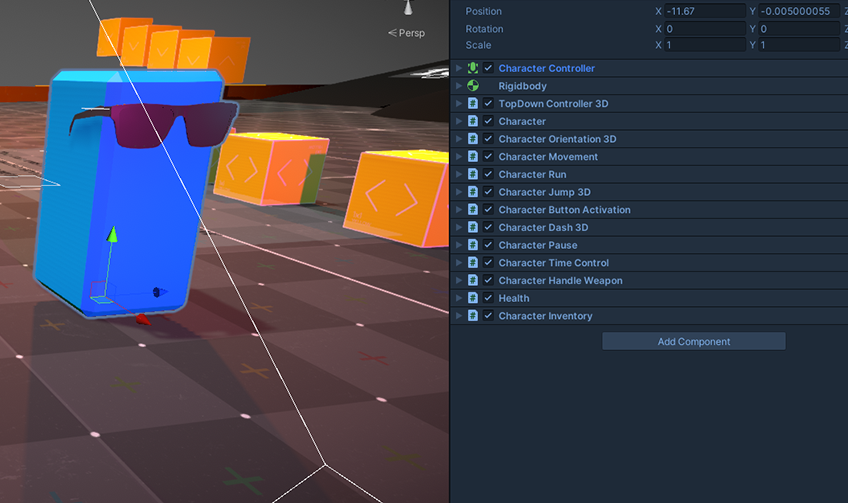 Persp
Position X -11.67 Y -0.005000055
Rotation X 0 Y 0
Scale X 1 Y 1
Character Controller
Rigidbody
TopDown Controller 3D
Character
Character Orientation 3D
Character Movement
Character Run
Character Jump 3D
Character Button Activation
Character Dash 3D
Character Pause
Character Time Control
Character Handle Weapon
Health
Character Inventory
Add Component